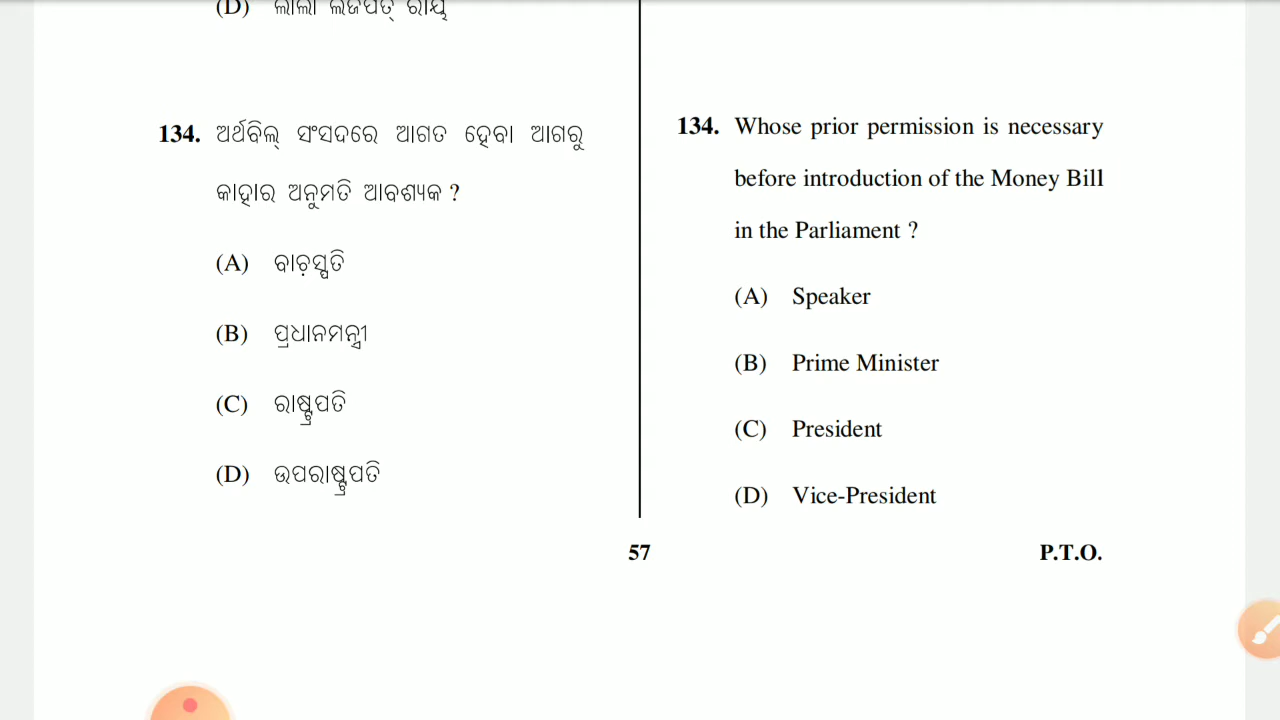 (D) ଲାଲା ଲଜପତ୍ ରାୟ
134. ଅର୍ଥବିଲ୍ ସଂସଦରେ ଆଗତ ହେବା ଆଗରୁ
କାହାର ଅନୁମତି ଆବଶ୍ୟକ ?
(A) ବାଚ଼ସ୍ପତି
(B) ପ୍ରଧାନମନ୍ତ୍ରୀ
(C) ରାଷ୍ଟ୍ରପତି
(D) ଉପରାଷ୍ଟ୍ରପତି
134. Whose prior permission is necessary
before introduction of the Money Bill
in the Parliament ?
(A) Speaker
(B) Prime Minister
(C) President
(D) Vice-President
57
P.T.O.